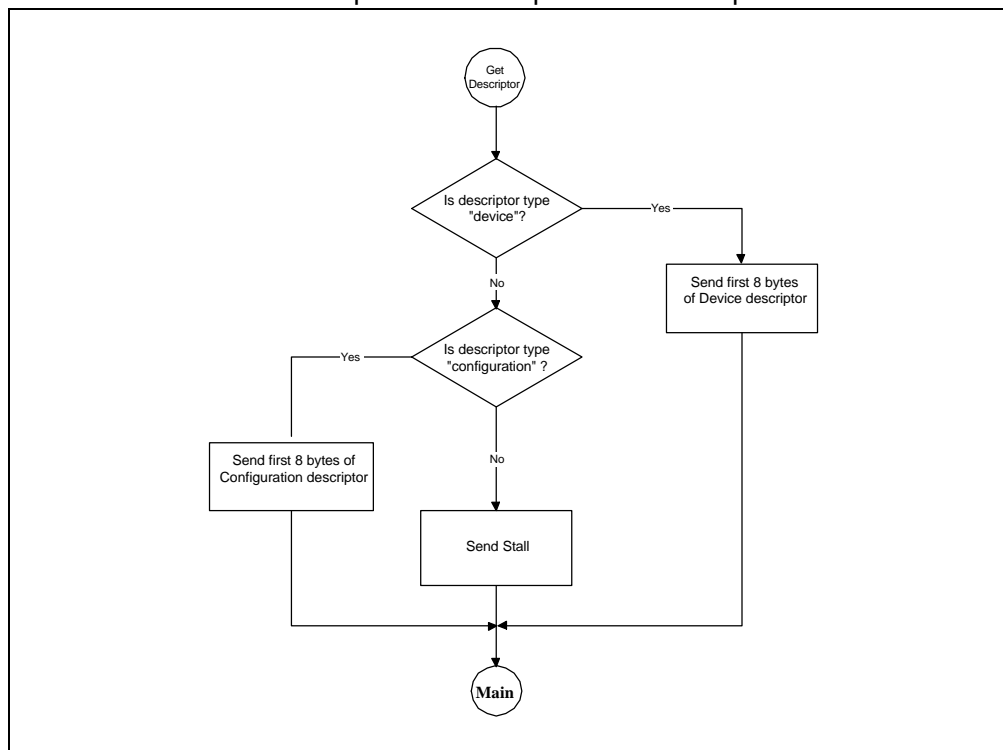 Get
Descriptor
Is descriptor type
"device"?
Yes
No
Send first 8 bytes
of Device descriptor
Is descriptor type
"configuration" ?
Yes
No
Send first 8 bytes of
Configuration descriptor
Send Stall
Main